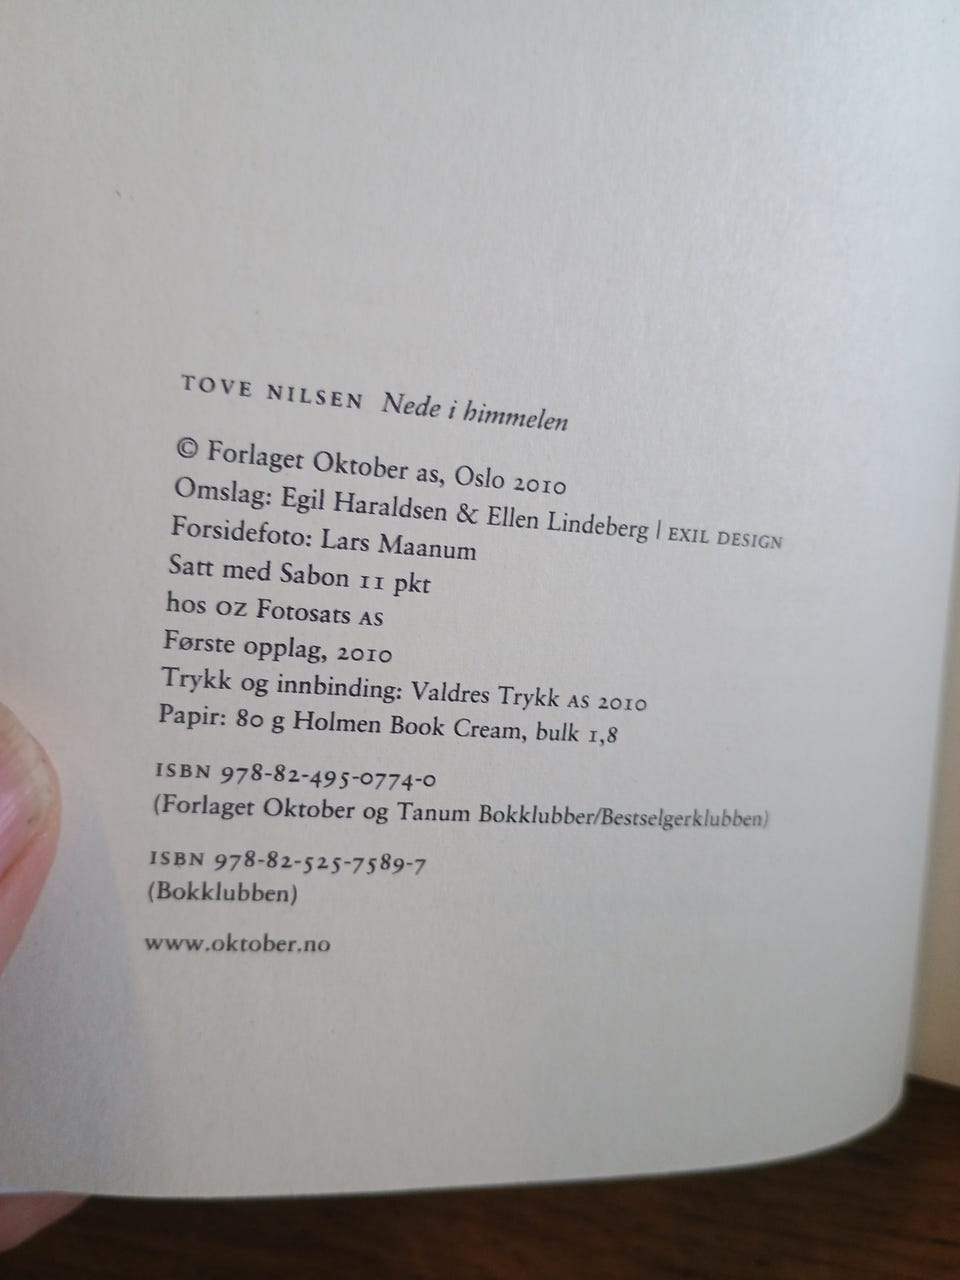 TOVE NILSEN Nede i himmelen
© Forlaget Oktober as, Oslo 2010
Omslag: Egil Haraldsen & Ellen Lindeberg | EXIL DESIGN
Forsidefoto: Lars Maanum
Satt med Sabon 11 pkt
hos OZ Fotosats AS
Første opplag, 2010
Trykk og innbinding: Valdres Trykk AS 2010
Papir: 80 g Holmen Book Cream, bulk 1,8
ISBN 978-82-495-0774-0
(Forlaget Oktober og Tanum Bokklubber/Bestselgerklubben)
ISBN 978-82-525-7589-7
(Bokklubben)
www.oktober.no